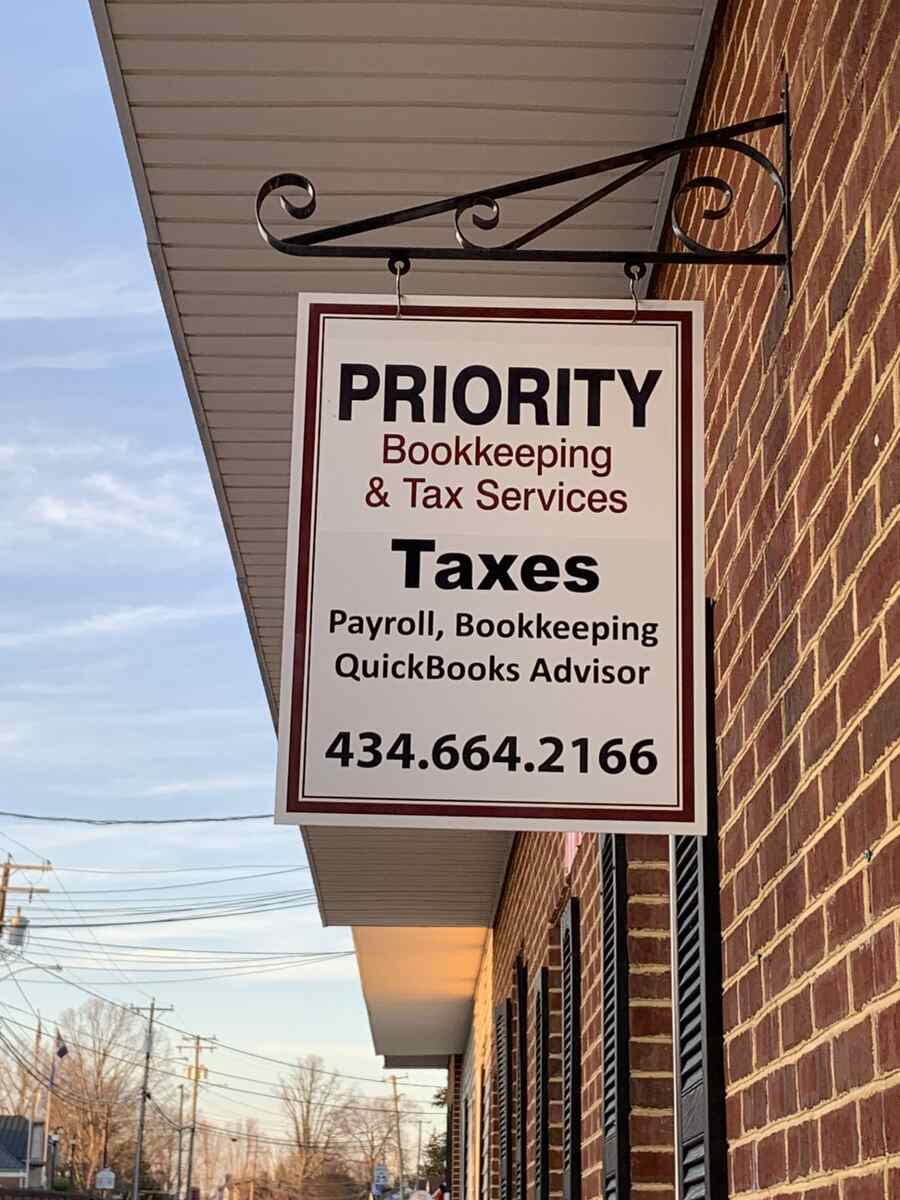 PRIORITY
Bookkeeping
& Tax Services
Taxes
Payroll, Bookkeeping
QuickBooks Advisor
434.664.2166